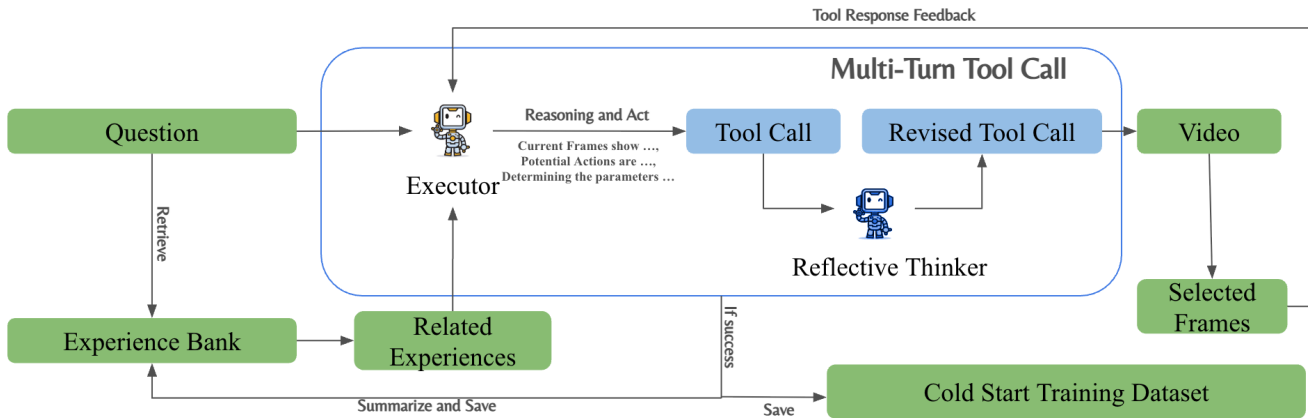 Tool Response Feedback
Multi-Turn Tool Call
Question
Reasoning and Act
Tool Call
Revised Tool Call
Video
Current Frames show ...,
Potential Actions are ...,
Determining the parameters ...
Executor
Retrieve
Reflective Thinker
Selected
Frames
Experience Bank
Related
Experiences
If success
Cold Start Training Dataset
Summarize and Save
Save